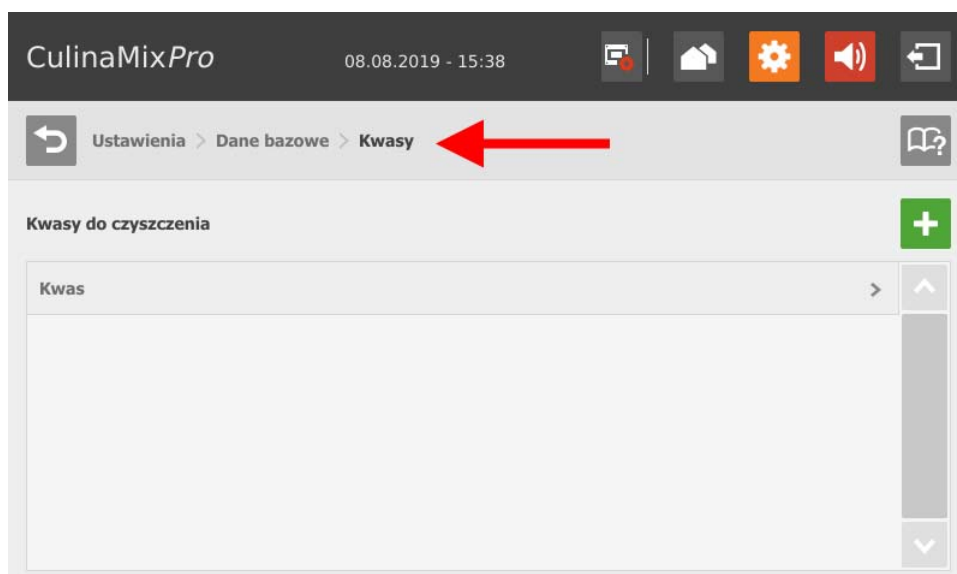 CulinaMixPro 08.08.2019 - 15:38
Ustawienia > Dane bazowe > Kwasy
Kwasy do czyszczenia
Kwas >